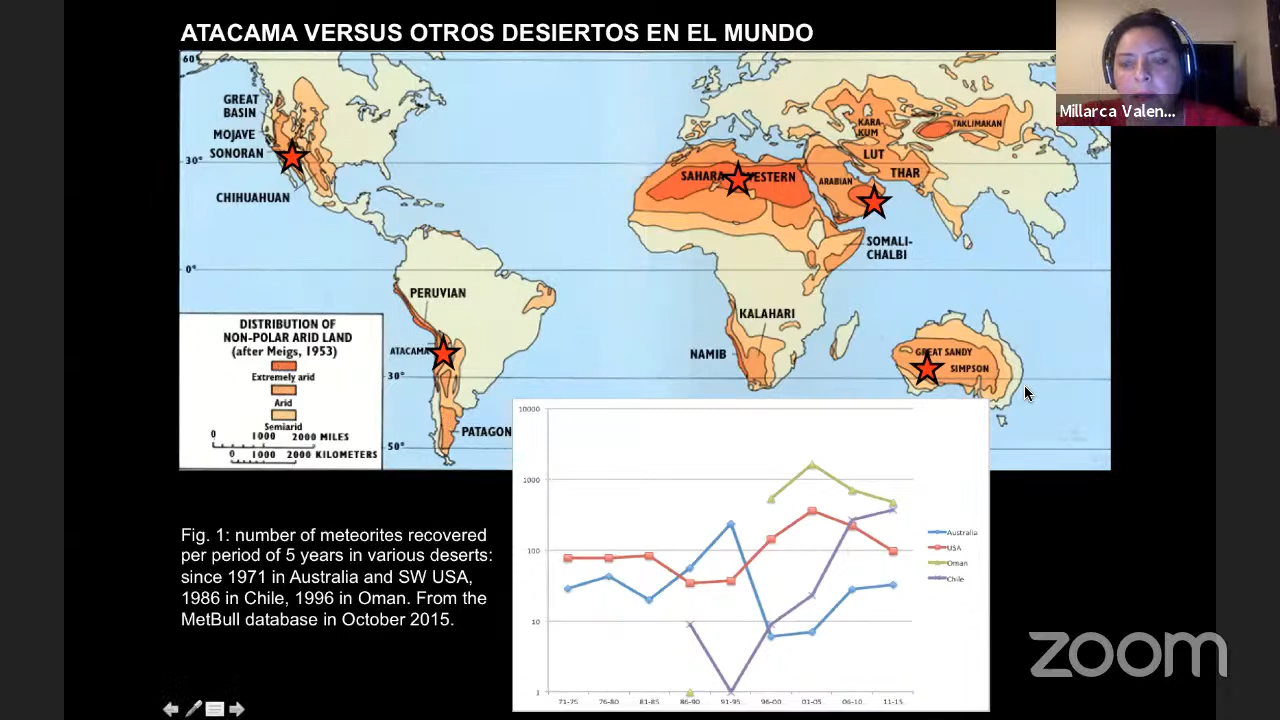 ATACAMA VERSUS OTROS DESIERTOS EN EL MUNDO
Millarca Valen...
60°
GREAT
BASIN
MOJAVE
SONORAN
30°
CHIHUAHUAN
KARA
KUM
TAKLIMAKAN
LUT
THAR
SAHARA
ESTERN
ARABIAN
SOMALI-
CHALBI
0°
PERUVIAN
KALAHARI
ATACAMA
NAMIB
GREAT SANDY
SIMPSON
30°
PATAGON
50°
DISTRIBUTION OF
NON-POLAR ARID LAND
(after Meigs, 1953)
Extremely arid
Arid
Semiarid
0 1000 2000 MILES
0 1000 2000 KILOMETERS
Fig. 1: number of meteorites recovered
per period of 5 years in various deserts:
since 1971 in Australia and SW USA,
1986 in Chile, 1996 in Oman. From the
MetBull database in October 2015.
10000
1000
100
10
1
71-75 76-80 81-85 86-90 91-95 96-00 01-05 06-10 11-15
Australia
USA
Oman
Chile
zoom